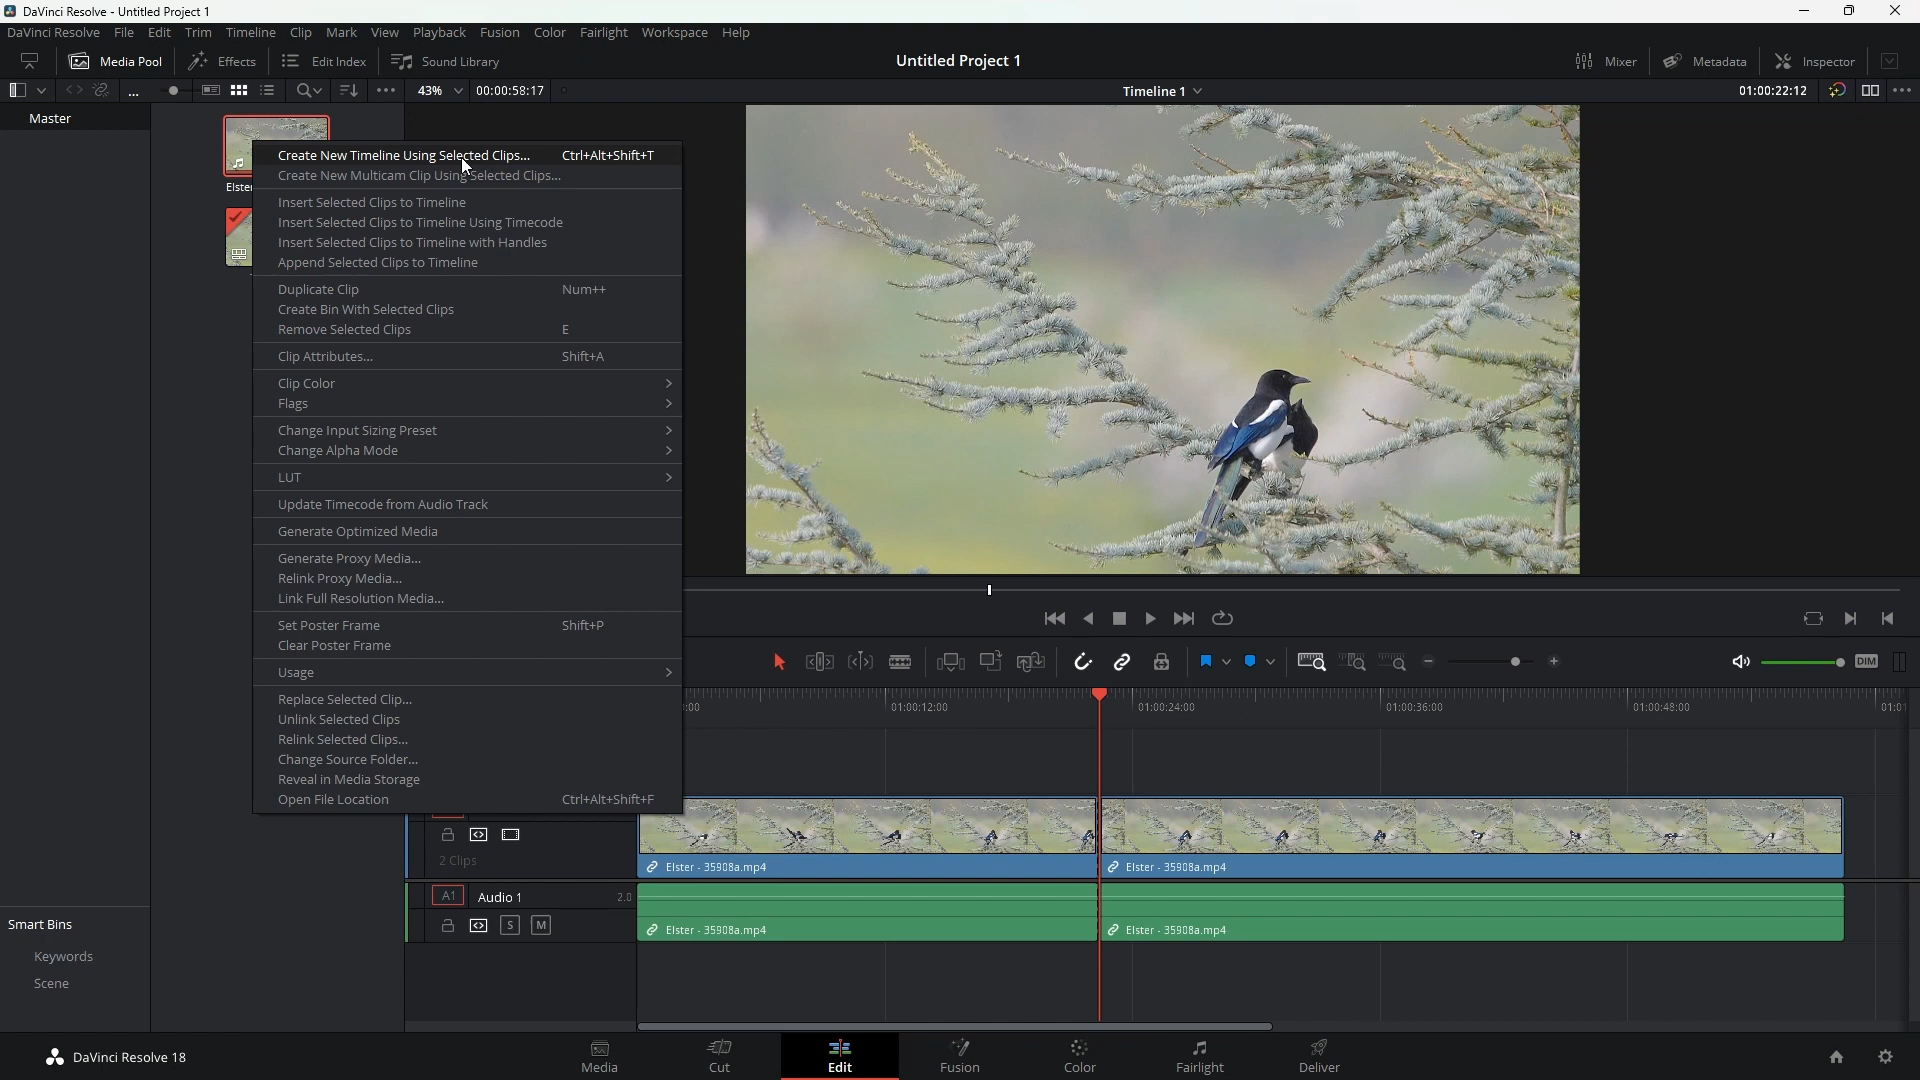 DaVinci Resolve - Untitled Project 1
DaVinci Resolve File Edit Trim Timeline Clip Mark View Playback Fusion Color Fairlight Workspace Help
Media Pool Effects Edit Index Sound Library Untitled Project 1 Mixer Metadata Inspector
... 43% 00:00:58:17 Timeline 1 01:00:22:12
Master
Elster
Create New Timeline Using Selected Clips... Ctrl+Alt+Shift+T
Create New Multicam Clip Using Selected Clips...
Insert Selected Clips to Timeline
Insert Selected Clips to Timeline Using Timecode
Insert Selected Clips to Timeline with Handles
Append Selected Clips to Timeline
Duplicate Clip Num++
Create Bin With Selected Clips
Remove Selected Clips E
Clip Attributes... Shift+A
Clip Color
Flags
Change Input Sizing Preset
Change Alpha Mode
LUT
Update Timecode from Audio Track
Generate Optimized Media
Generate Proxy Media...
Relink Proxy Media...
Link Full Resolution Media...
Set Poster Frame Shift+P
Clear Poster Frame
Usage
Replace Selected Clip...
Unlink Selected Clips
Relink Selected Clips...
Change Source Folder...
Reveal in Media Storage
Open File Location Ctrl+Alt+Shift+F
DIM
:00 01:00:12:00 01:00:24:00 01:00:36:00 01:00:48:00 01:01
2 Clips
Elster - 35908a.mp4 Elster - 35908a.mp4
A1 Audio 1 2.0
S M
Elster - 35908a.mp4 Elster - 35908a.mp4
Smart Bins
Keywords
Scene
DaVinci Resolve 18
Media Cut Edit Fusion Color Fairlight Deliver